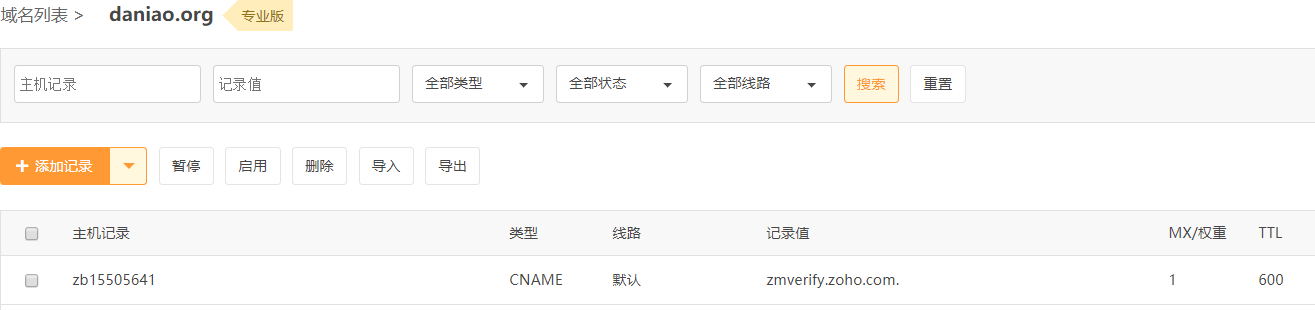 域名列表 > daniao.org 专业版
主机记录 记录值 全部类型 全部状态 全部线路 搜索 重置
添加记录 暂停 启用 删除 导入 导出
主机记录 类型 线路 记录值 MX/权重 TTL
zb15505641 CNAME 默认 zmverify.zoho.com. 1 600